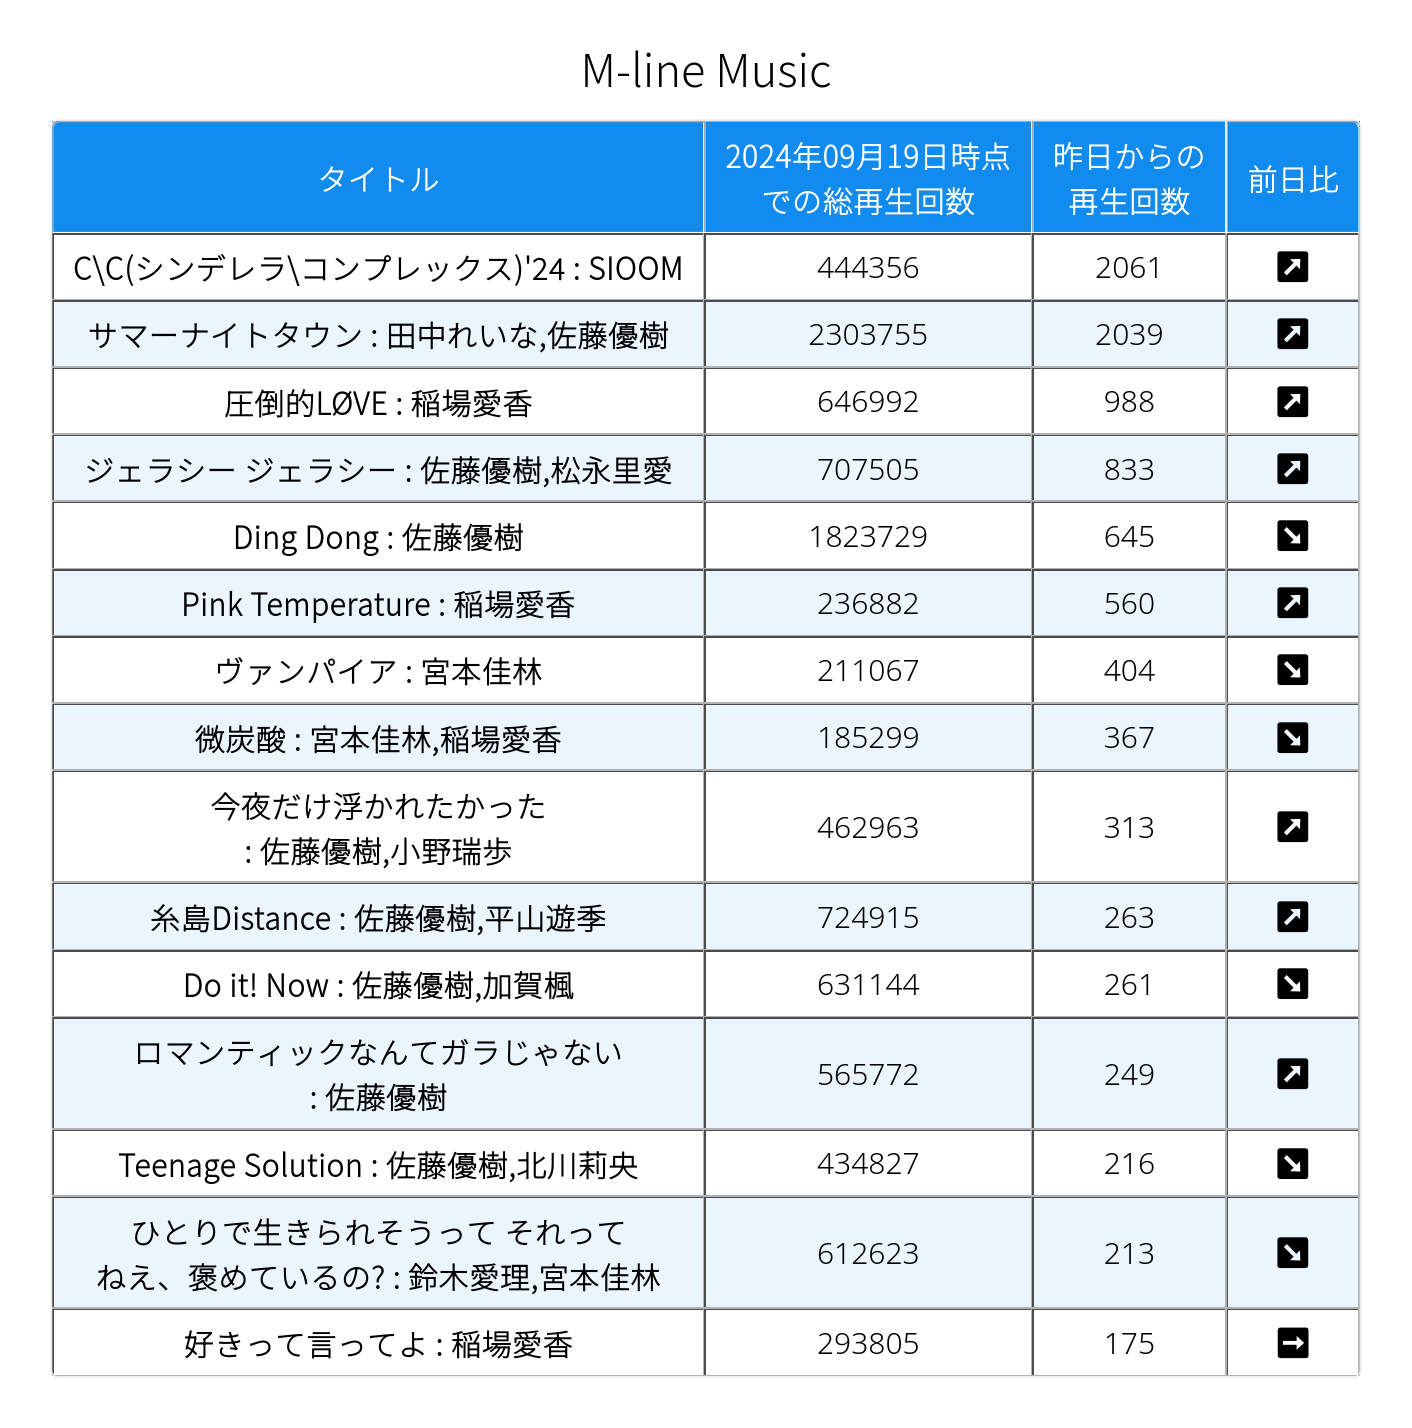 M-line Music
タイトル
2024年09月19日時点
での総再生回数
昨日からの
再生回数
前日比
C\C(シンデレラ\コンプレックス)'24 : SIOOM
444356
2061
サマーナイトタウン : 田中れいな,佐藤優樹
2303755
2039
圧倒的LØVE : 稲場愛香
646992
988
ジェラシー ジェラシー : 佐藤優樹,松永里愛
707505
833
Ding Dong : 佐藤優樹
1823729
645
Pink Temperature : 稲場愛香
236882
560
ヴァンパイア : 宮本佳林
211067
404
微炭酸 : 宮本佳林,稲場愛香
185299
367
今夜だけ浮かれたかった
: 佐藤優樹,小野瑞歩
462963
313
糸島Distance : 佐藤優樹,平山遊季
724915
263
Do it! Now : 佐藤優樹,加賀楓
631144
261
ロマンティックなんてガラじゃない
: 佐藤優樹
565772
249
Teenage Solution : 佐藤優樹,北川莉央
434827
216
ひとりで生きられそうって それって
ねえ、褒めているの? : 鈴木愛理,宮本佳林
612623
213
好きって言ってよ : 稲場愛香
293805
175